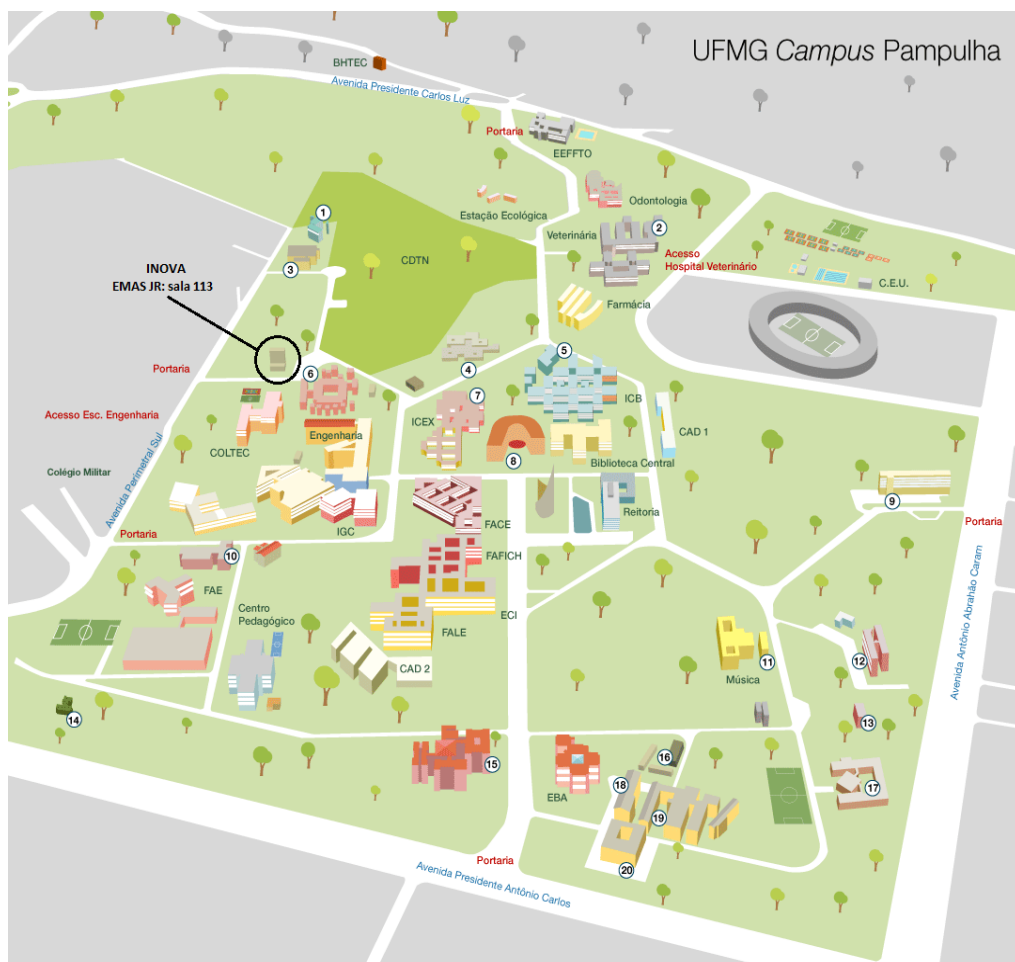 UFMG Campus Pampulha
BHTEC
Avenida Presidente Carlos Luz
Portaria
EEFFTO
Odontologia
Estação Ecológica
1
2
Veterinária
Acesso
Hospital Veterinário
CDTN
3
INOVA
EMAS JR: sala 113
C.E.U.
Farmácia
5
4
Portaria
6
7
ICB
Acesso Esc. Engenharia
ICEX
CAD 1
Engenharia
COLTEC
8
Biblioteca Central
Colégio Militar
Avenida Perimetral Sul
9
Reitoria
FACE
IGC
Portaria
Portaria
10
FAFICH
FAE
Centro
Pedagógico
ECI
FALE
Avenida Antônio Abrahão Caram
11
12
CAD 2
Música
14
13
15
16
18
17
EBA
19
Portaria
20
Avenida Presidente Antônio Carlos